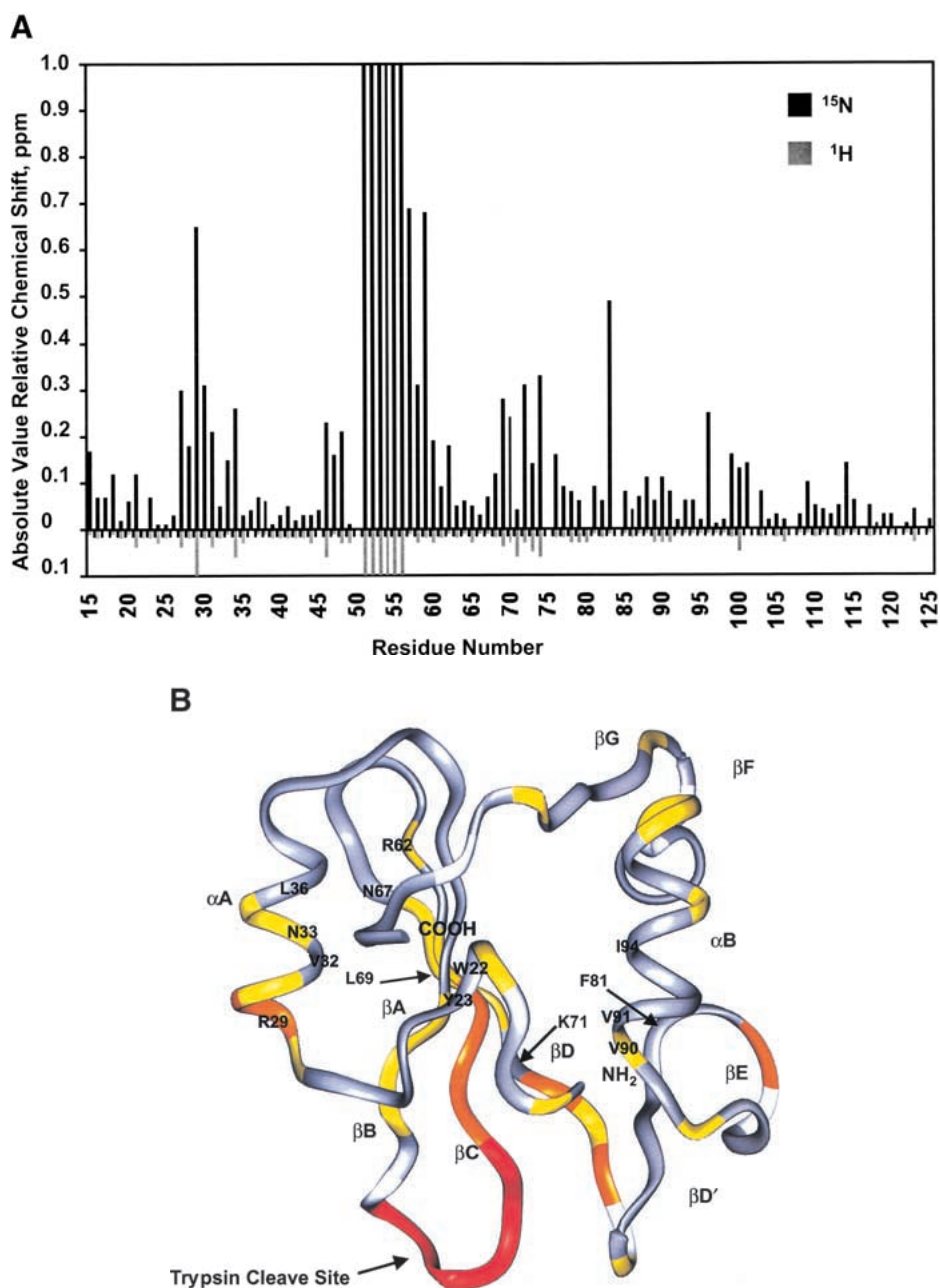 A
Absolute Value Relative Chemical Shift, ppm
1.0
0.9
0.8
0.7
0.6
0.5
0.4
0.3
0.2
0.1
0
0.1
15N
1H
15 20 25 30 35 40 45 50 55 60 65 70 75 80 85 90 95 100 105 110 115 120 125
Residue Number
B
βG
βF
R62
αA
L36
N67
COOH
N33
V32
I94
αB
L69
W22
F81
βA
Y23
R29
K71
V91
βD
V90
NH2
βE
βB
βC
βD′
Trypsin Cleave Site